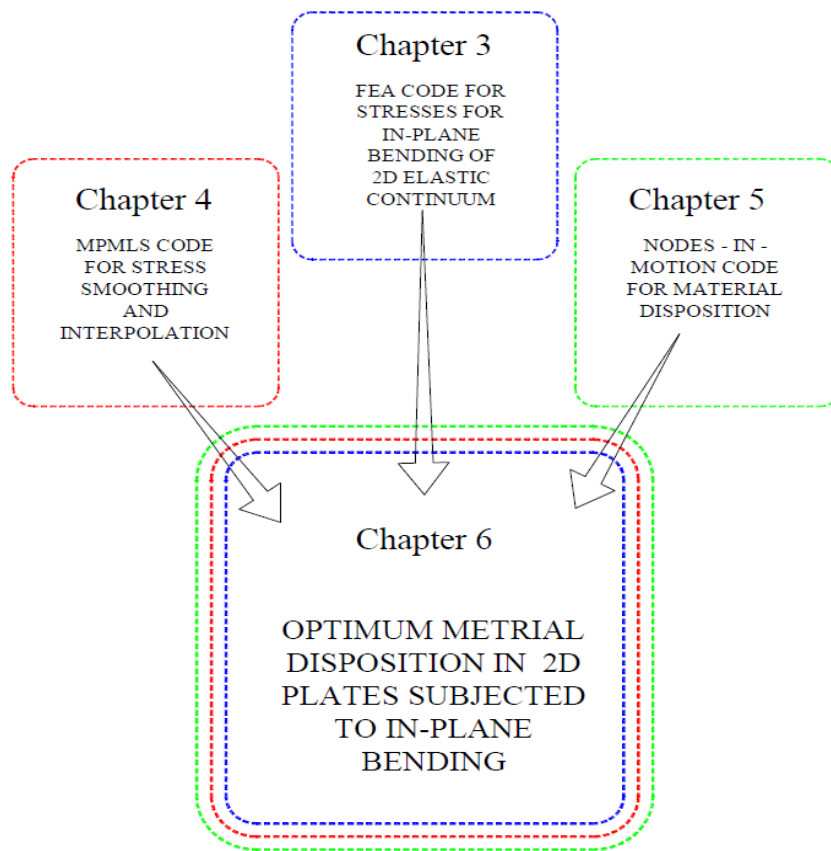 Chapter 3
FEA CODE FOR
STRESSES FOR
IN-PLANE
BENDING OF
2D ELASTIC
CONTINUUM
Chapter 4
MPMLS CODE
FOR STRESS
SMOOTHING
AND
INTERPOLATION
Chapter 5
NODES - IN -
MOTION CODE
FOR MATERIAL
DISPOSITION
Chapter 6
OPTIMUM METRIAL
DISPOSITION IN 2D
PLATES SUBJECTED
TO IN-PLANE
BENDING